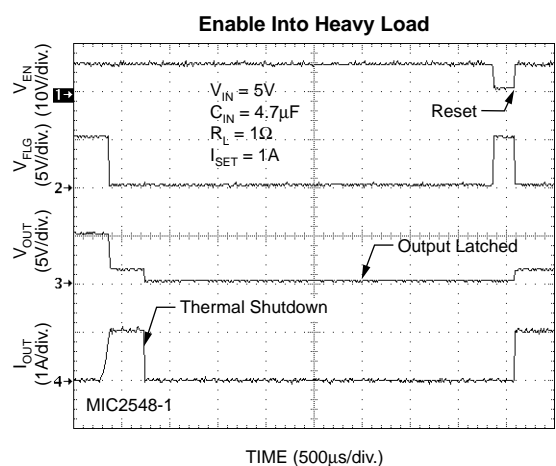 Enable Into Heavy Load
V_EN
(10V/div.)
V_FLG
(5V/div.)
V_OUT
(5V/div.)
I_OUT
(1A/div.)
1
2
3
4
V_IN = 5V
C_IN = 4.7µF
R_L = 1Ω
I_SET = 1A
Reset
Output Latched
Thermal Shutdown
MIC2548-1
TIME (500µs/div.)